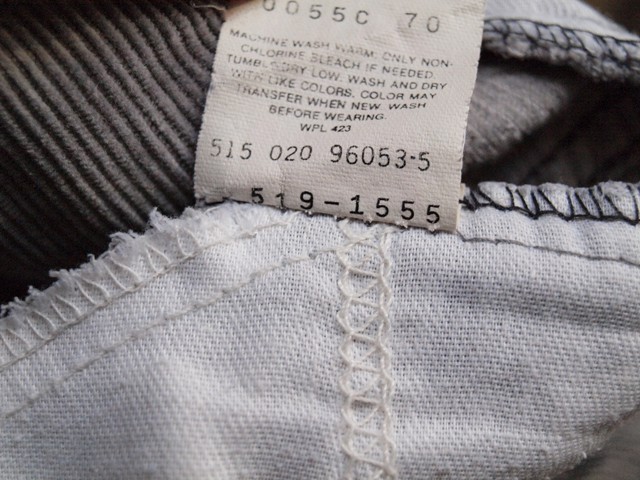 0055C 70
MACHINE WASH WARM. ONLY NON-
CHLORINE BLEACH IF NEEDED.
TUMBLE DRY LOW. WASH AND DRY
WITH LIKE COLORS. COLOR MAY
TRANSFER WHEN NEW. WASH
BEFORE WEARING.
WPL 423
515 020 96053-5
519-1555